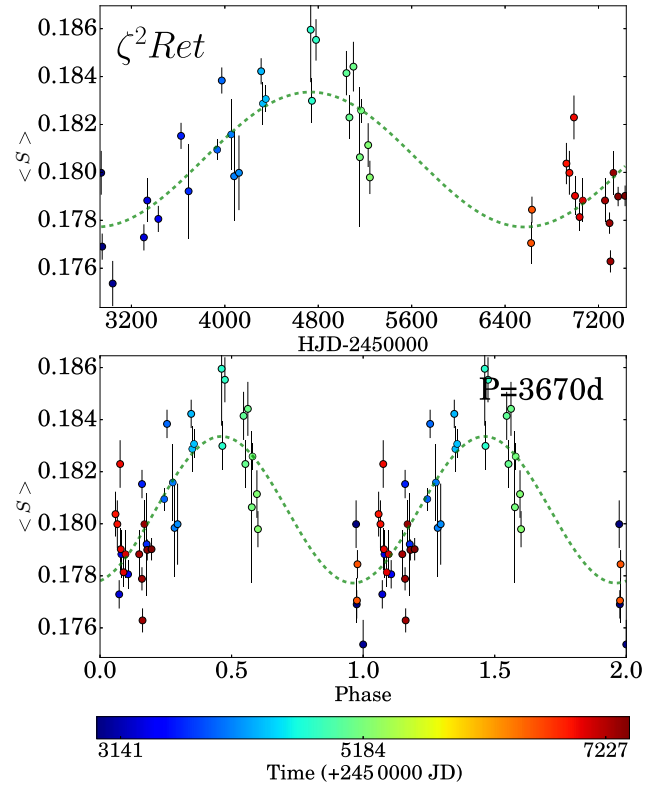 ζ²Ret
0.186
0.184
0.182
0.180
0.178
0.176
<S>
3200 4000 4800 5600 6400 7200
HJD-2450000
P=3670d
0.186
0.184
0.182
0.180
0.178
0.176
<S>
0.0 0.5 1.0 1.5 2.0
Phase
3141 5184 7227
Time (+245 0000 JD)